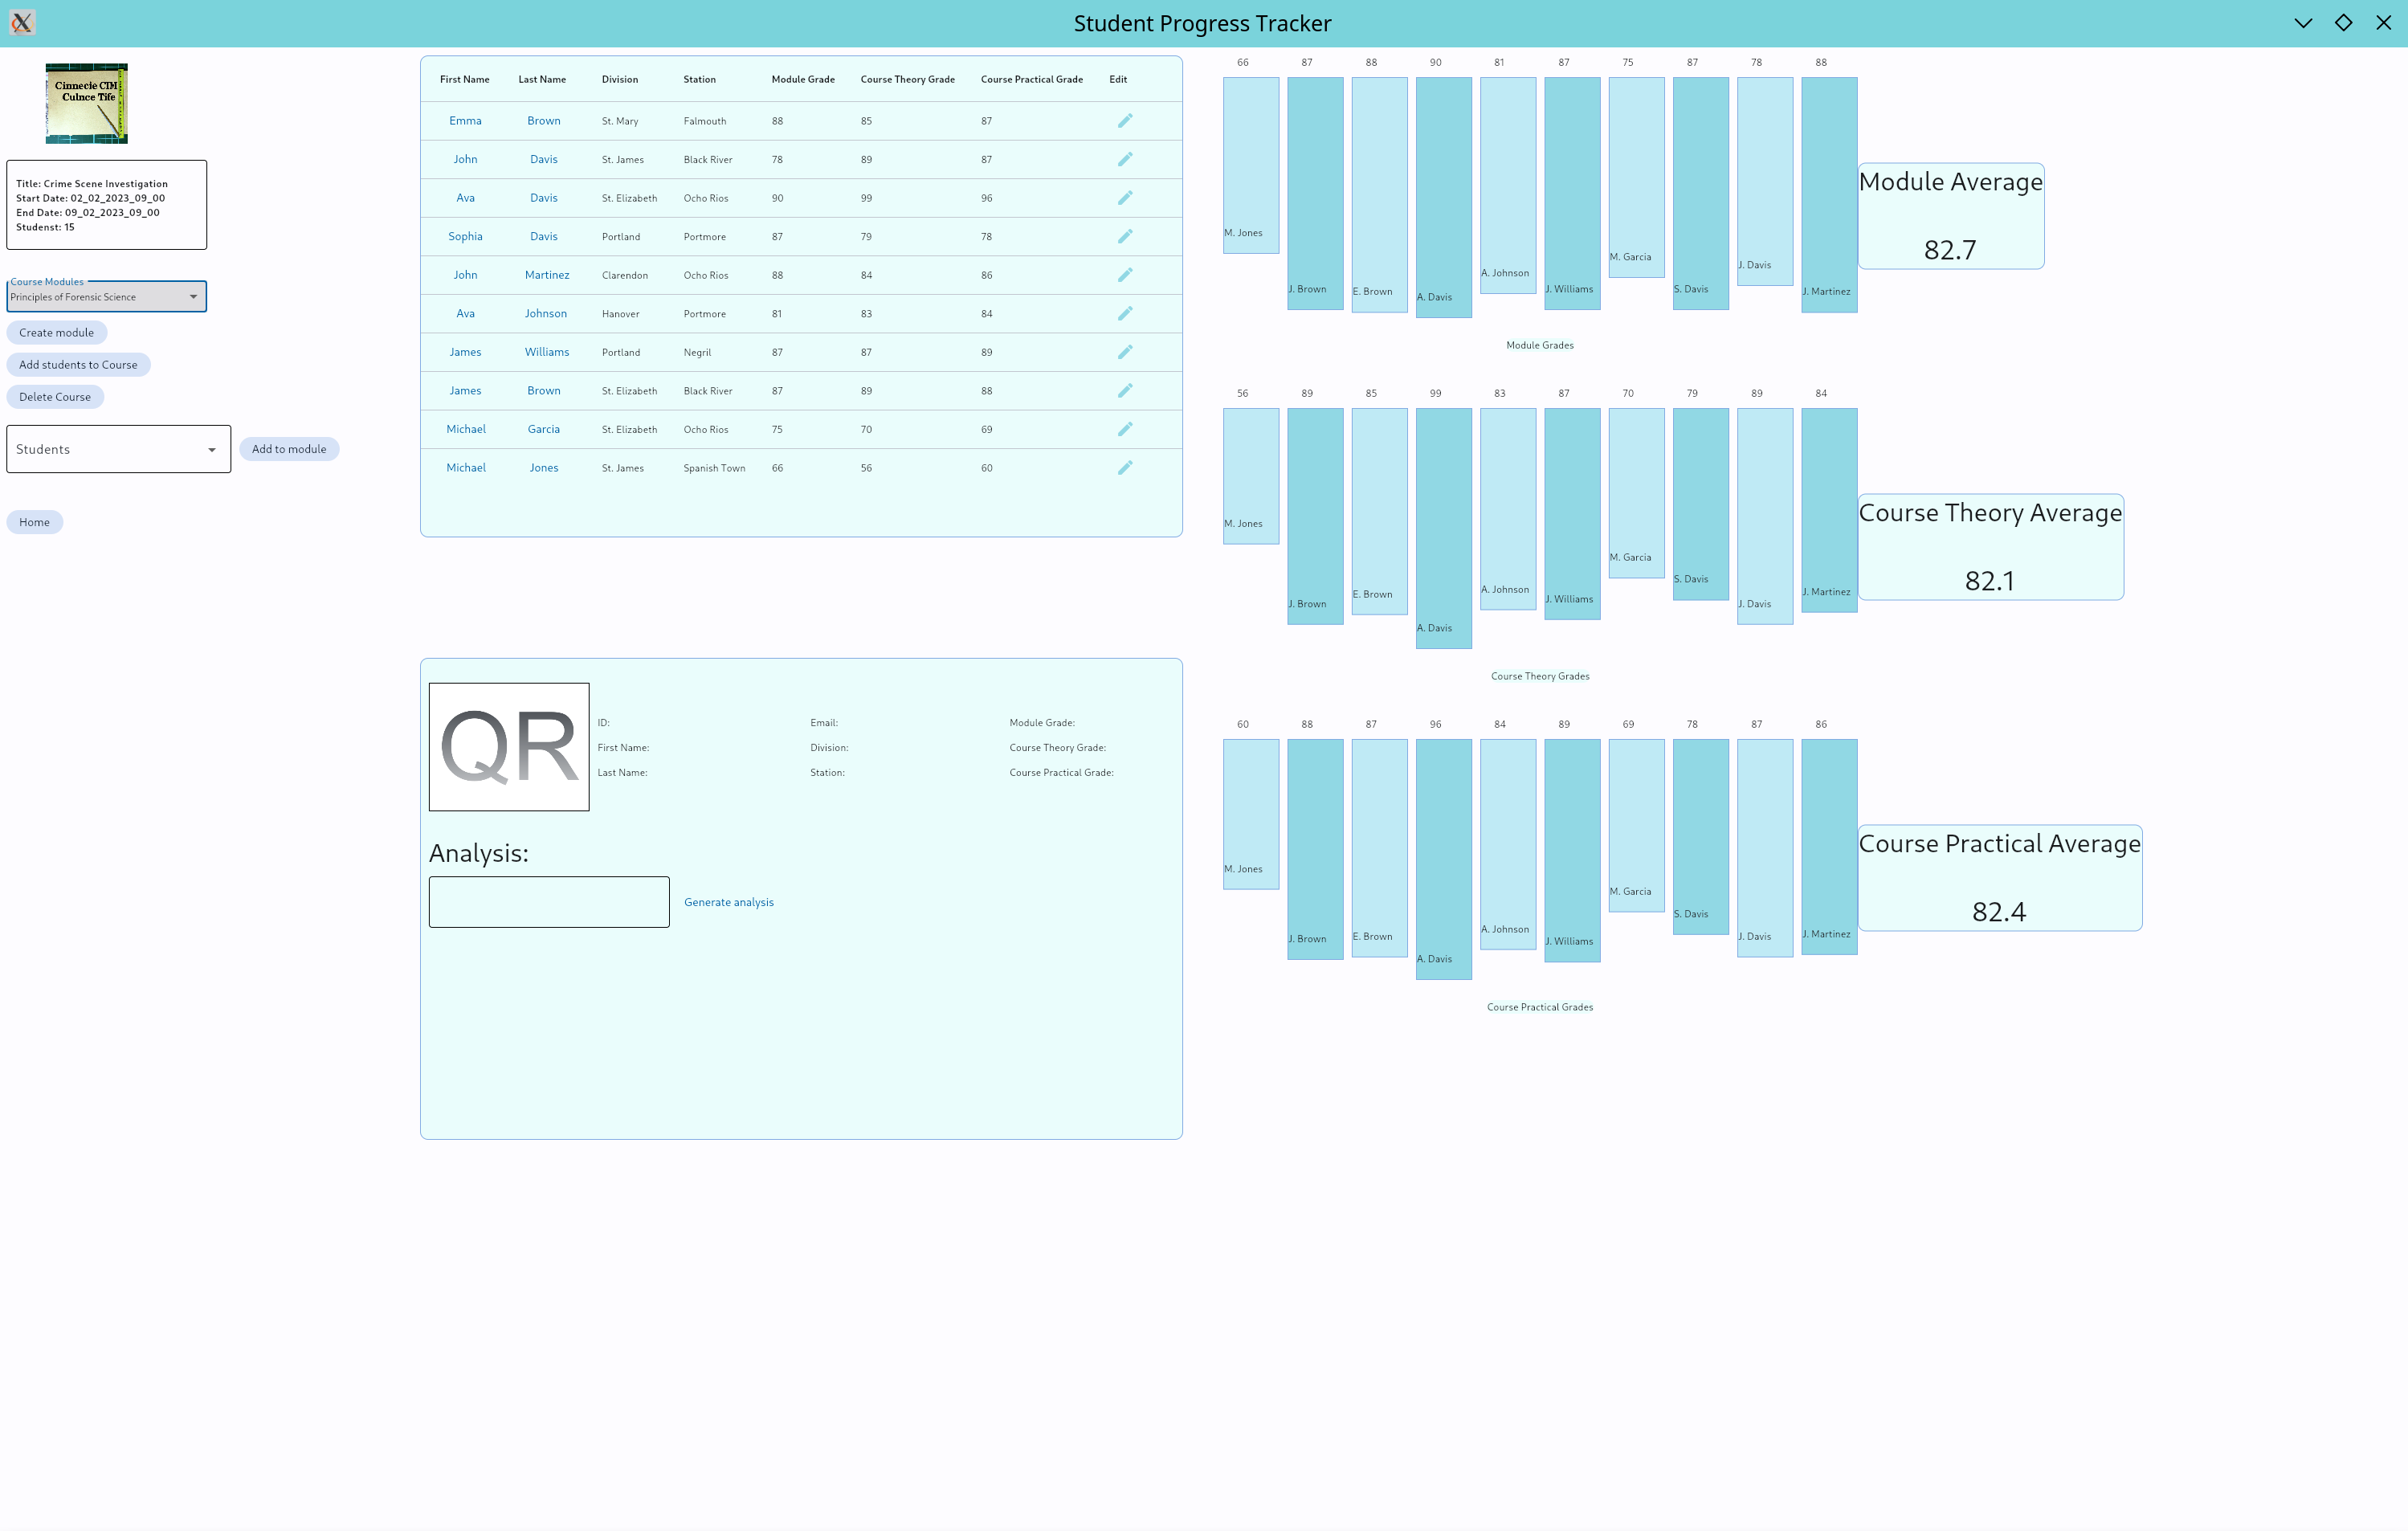 Student Progress Tracker
Cinnecie CTH
Culnce Tife
Title: Crime Scene Investigation
Start Date: 02_02_2023_09_00
End Date: 09_02_2023_09_00
Studenst: 15
Course Modules
Principles of Forensic Science
Create module
Add students to Course
Delete Course
Students
Add to module
Home
First Name Last Name Division Station Module Grade Course Theory Grade Course Practical Grade Edit
Emma Brown St. Mary Falmouth 88 85 87
John Davis St. James Black River 78 89 87
Ava Davis St. Elizabeth Ocho Rios 90 99 96
Sophia Davis Portland Portmore 87 79 78
John Martinez Clarendon Ocho Rios 88 84 86
Ava Johnson Hanover Portmore 81 83 84
James Williams Portland Negril 87 87 89
James Brown St. Elizabeth Black River 87 89 88
Michael Garcia St. Elizabeth Ocho Rios 75 70 69
Michael Jones St. James Spanish Town 66 56 60
QR
ID: Email: Module Grade:
First Name: Division: Course Theory Grade:
Last Name: Station: Course Practical Grade:
Analysis:
Generate analysis
66 87 88 90 81 87 75 87 78 88
M. Jones J. Brown E. Brown A. Davis A. Johnson J. Williams M. Garcia S. Davis J. Davis J. Martinez
Module Grades
Module Average
82.7
56 89 85 99 83 87 70 79 89 84
M. Jones J. Brown E. Brown A. Davis A. Johnson J. Williams M. Garcia S. Davis J. Davis J. Martinez
Course Theory Grades
Course Theory Average
82.1
60 88 87 96 84 89 69 78 87 86
M. Jones J. Brown E. Brown A. Davis A. Johnson J. Williams M. Garcia S. Davis J. Davis J. Martinez
Course Practical Grades
Course Practical Average
82.4